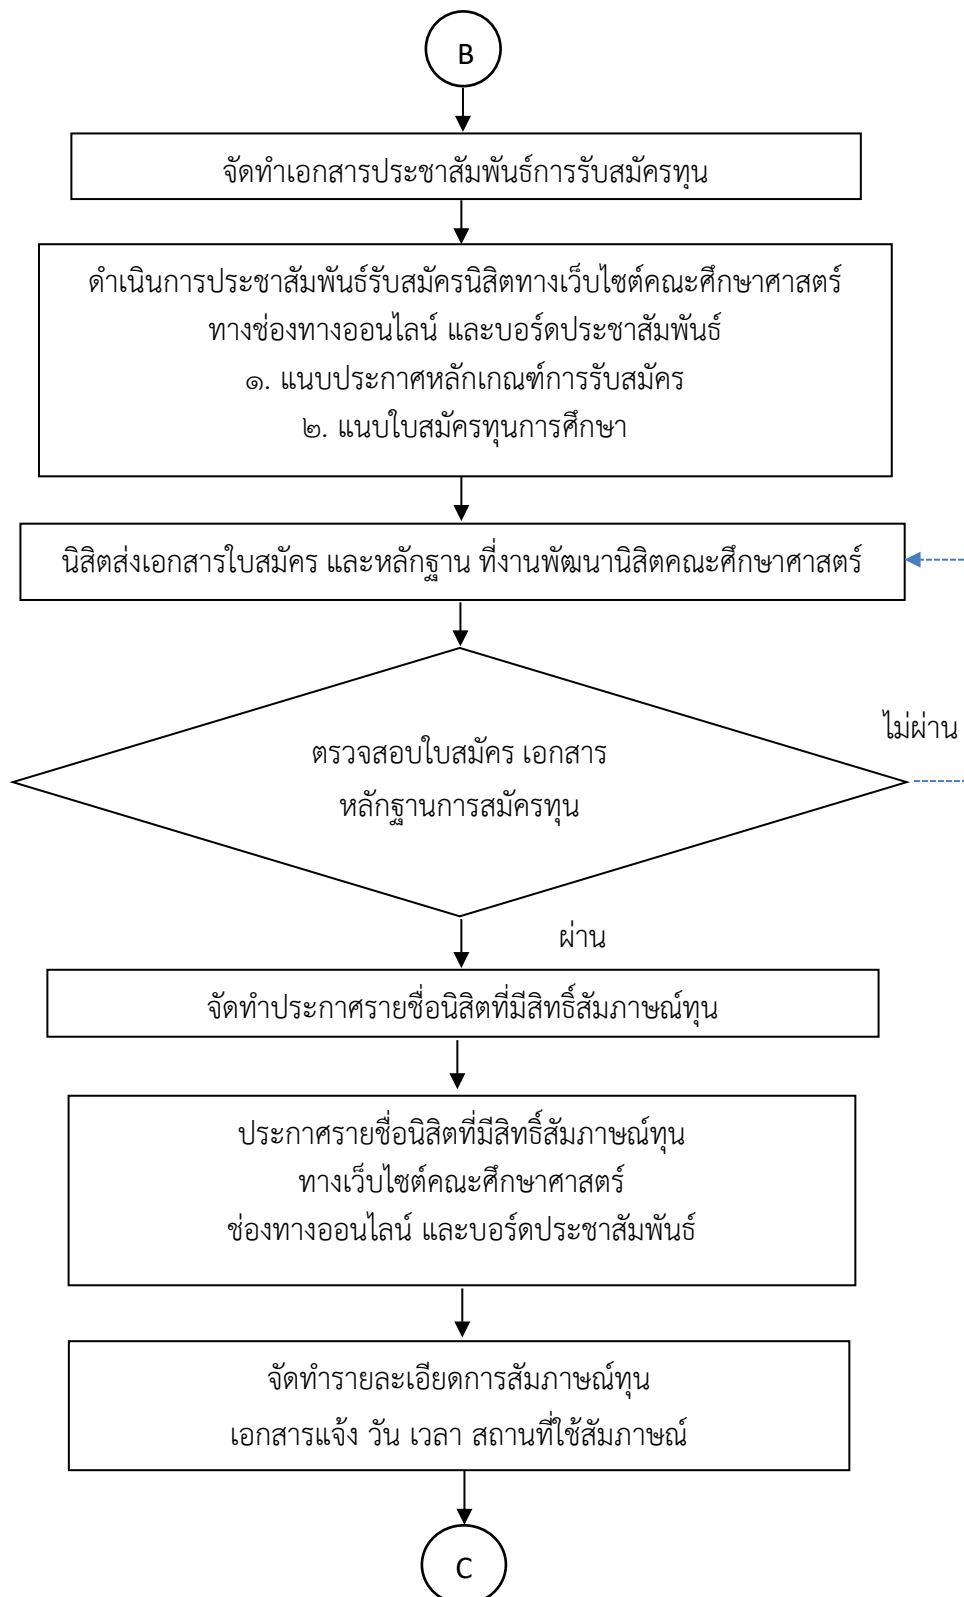 B
จัดทำเอกสารประชาสัมพันธ์การรับสมัครทุน
ดำเนินการประชาสัมพันธ์รับสมัครนิสิตทางเว็บไซต์คณะศึกษาศาสตร์
ทางช่องทางออนไลน์ และบอร์ดประชาสัมพันธ์
๑. แนบประกาศหลักเกณฑ์การรับสมัคร
๒. แนบใบสมัครทุนการศึกษา
นิสิตส่งเอกสารใบสมัคร และหลักฐาน ที่งานพัฒนานิสิตคณะศึกษาศาสตร์
ไม่ผ่าน
ตรวจสอบใบสมัคร เอกสาร
หลักฐานการสมัครทุน
ผ่าน
จัดทำประกาศรายชื่อนิสิตที่มีสิทธิ์สัมภาษณ์ทุน
ประกาศรายชื่อนิสิตที่มีสิทธิ์สัมภาษณ์ทุน
ทางเว็บไซต์คณะศึกษาศาสตร์
ช่องทางออนไลน์ และบอร์ดประชาสัมพันธ์
จัดทำรายละเอียดการสัมภาษณ์ทุน
เอกสารแจ้ง วัน เวลา สถานที่ใช้สัมภาษณ์
C